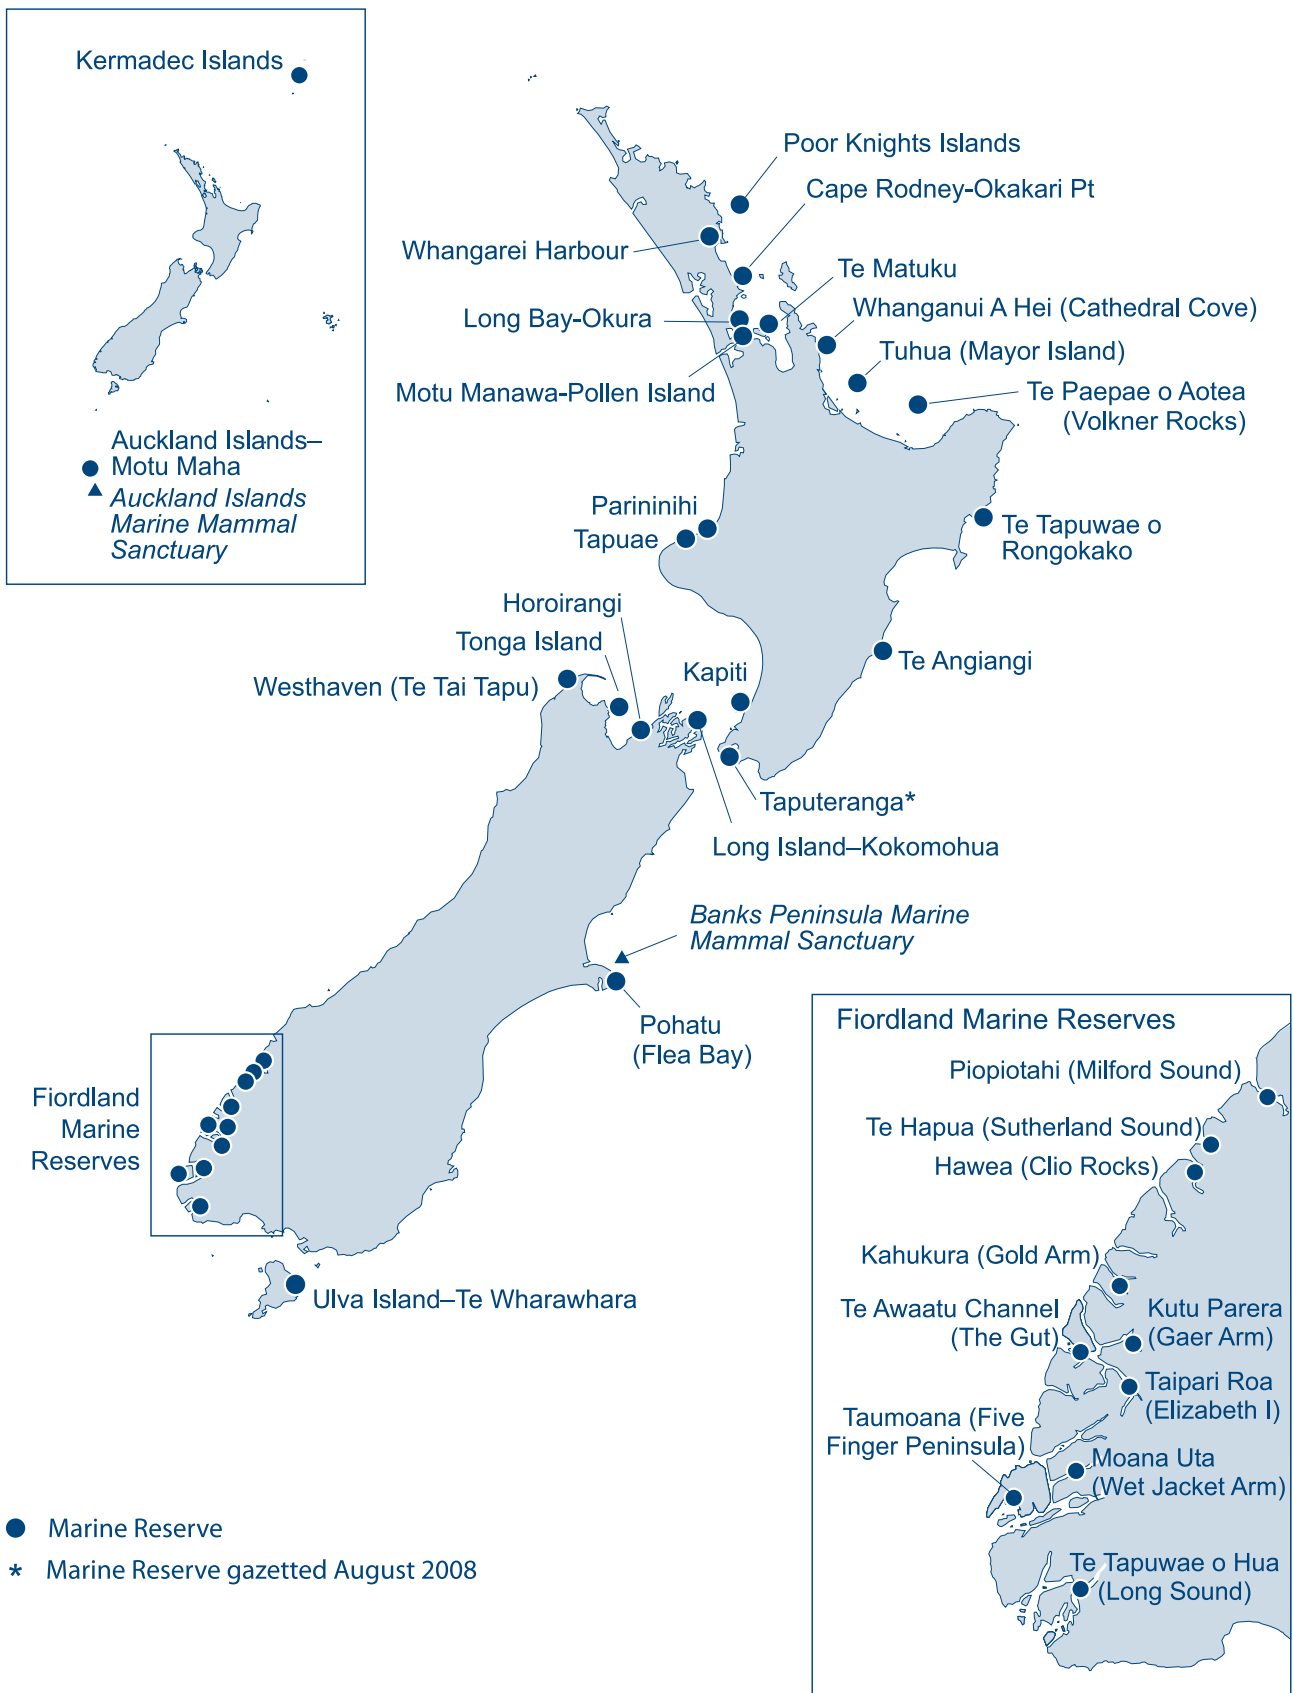 Kermadec Islands
Auckland Islands–
Motu Maha
Auckland Islands
Marine Mammal
Sanctuary
Poor Knights Islands
Cape Rodney-Okakari Pt
Whangarei Harbour
Te Matuku
Whanganui A Hei (Cathedral Cove)
Long Bay-Okura
Tuhua (Mayor Island)
Motu Manawa-Pollen Island
Te Paepae o Aotea
(Volkner Rocks)
Parininihi
Tapuae
Te Tapuwae o
Rongokako
Horoirangi
Tonga Island
Westhaven (Te Tai Tapu)
Kapiti
Te Angiangi
Taputeranga*
Long Island–Kokomohua
Banks Peninsula Marine
Mammal Sanctuary
Pohatu
(Flea Bay)
Fiordland
Marine
Reserves
Ulva Island–Te Wharawhara
Fiordland Marine Reserves
Piopiotahi (Milford Sound)
Te Hapua (Sutherland Sound)
Hawea (Clio Rocks)
Kahukura (Gold Arm)
Te Awaatu Channel
(The Gut)
Kutu Parera
(Gaer Arm)
Taipari Roa
(Elizabeth I)
Taumoana (Five
Finger Peninsula)
Moana Uta
(Wet Jacket Arm)
Te Tapuwae o Hua
(Long Sound)
Marine Reserve
* Marine Reserve gazetted August 2008